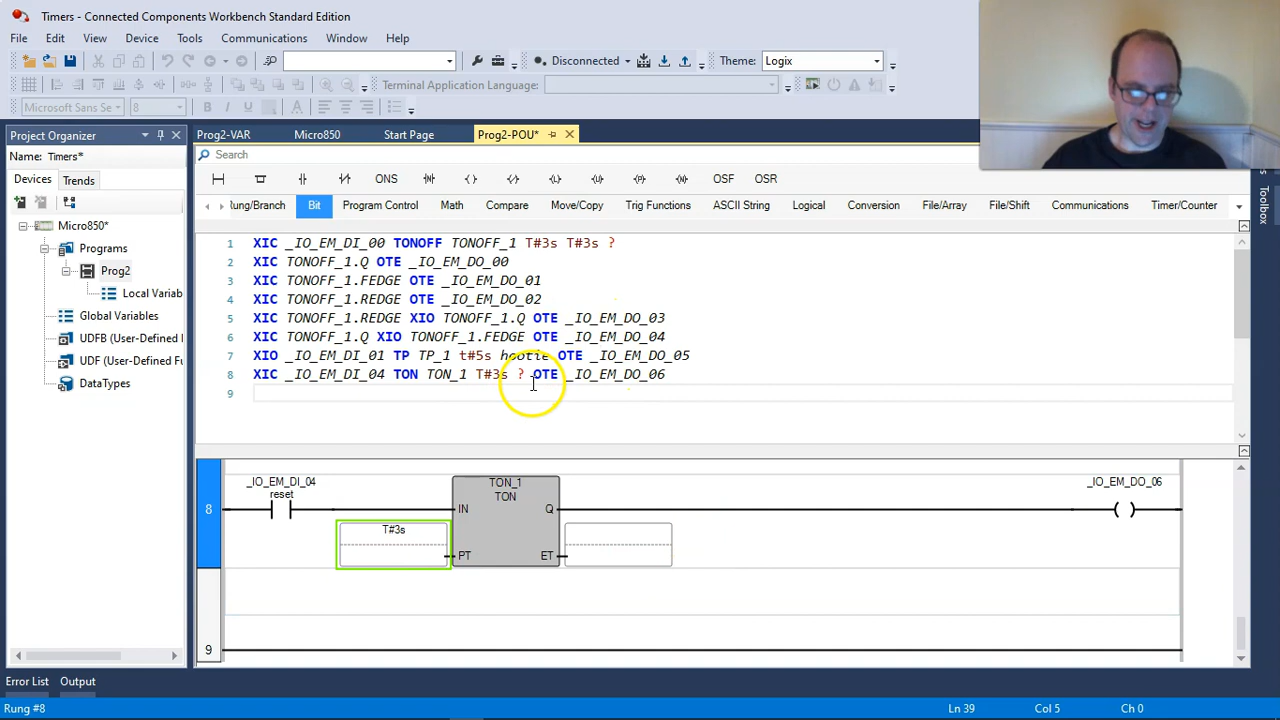 Timers - Connected Components Workbench Standard Edition
File Edit View Device Tools Communications Window Help
Disconnected Theme: Logix
Terminal Application Language:
Microsoft Sans Se 8 B I U A
Project Organizer
Name: Timers*
Devices Trends
Micro850*
Programs
Prog2
Local Variab
Global Variables
UDFB (User-Defined F
UDF (User-Defined Fu
DataTypes
Prog2-VAR Micro850 Start Page Prog2-POU*
Search
ONS OSF OSR
Rung/Branch Bit Program Control Math Compare Move/Copy Trig Functions ASCII String Logical Conversion File/Array File/Shift Communications Timer/Counter
Toolbox
1 XIC _IO_EM_DI_00 TONOFF TONOFF_1 T#3s T#3s ?
2 XIC TONOFF_1.Q OTE _IO_EM_DO_00
3 XIC TONOFF_1.FEDGE OTE _IO_EM_DO_01
4 XIC TONOFF_1.REDGE OTE _IO_EM_DO_02
5 XIC TONOFF_1.REDGE XIO TONOFF_1.Q OTE _IO_EM_DO_03
6 XIC TONOFF_1.Q XIO TONOFF_1.FEDGE OTE _IO_EM_DO_04
7 XIO _IO_EM_DI_01 TP TP_1 t#5s hootie OTE _IO_EM_DO_05
8 XIC _IO_EM_DI_04 TON TON_1 T#3s ? OTE _IO_EM_DO_06
9
_IO_EM_DI_04
reset
TON_1
TON
_IO_EM_DO_06
8
IN Q
T#3s
PT ET
9
Error List Output
Rung #8 Ln 39 Col 5 Ch 0